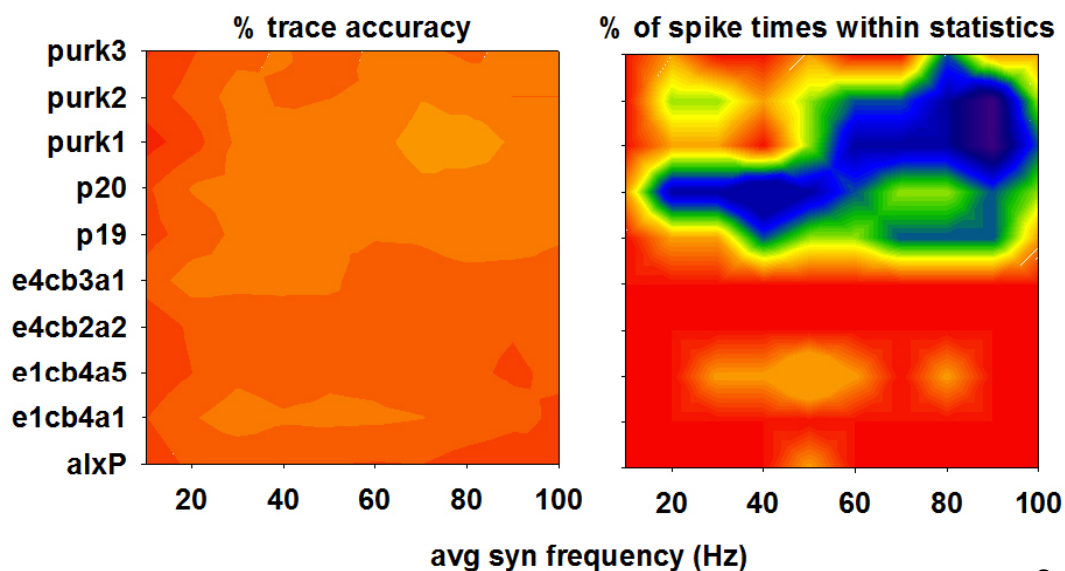 % trace accuracy
% of spike times within statistics
purk3
purk2
purk1
p20
p19
e4cb3a1
e4cb2a2
e1cb4a5
e1cb4a1
alxP
20 40 60 80 100
20 40 60 80 100
avg syn frequency (Hz)